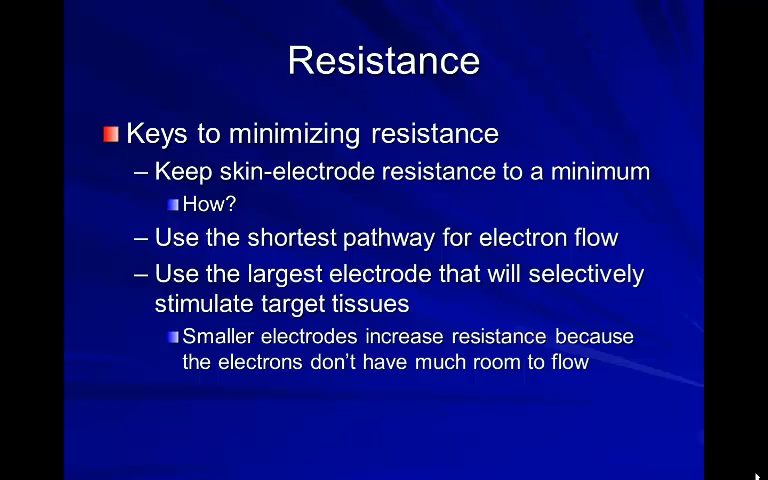 Resistance
Keys to minimizing resistance
– Keep skin-electrode resistance to a minimum
How?
– Use the shortest pathway for electron flow
– Use the largest electrode that will selectively
stimulate target tissues
Smaller electrodes increase resistance because
the electrons don’t have much room to flow